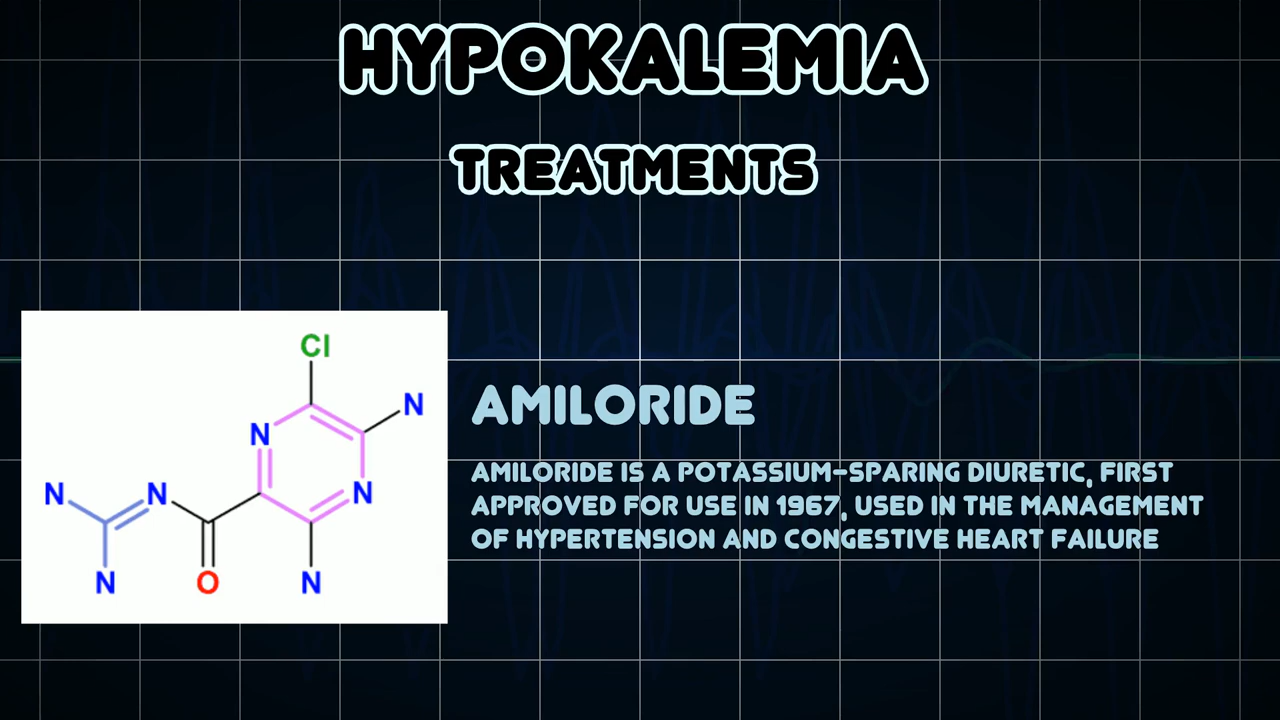 HYPOKALEMIA
TREATMENTS
Cl
N
N
N
N
N
N
O
N
AMILORIDE
AMILORIDE IS A POTASSIUM-SPARING DIURETIC, FIRST
APPROVED FOR USE IN 1967, USED IN THE MANAGEMENT
OF HYPERTENSION AND CONGESTIVE HEART FAILURE